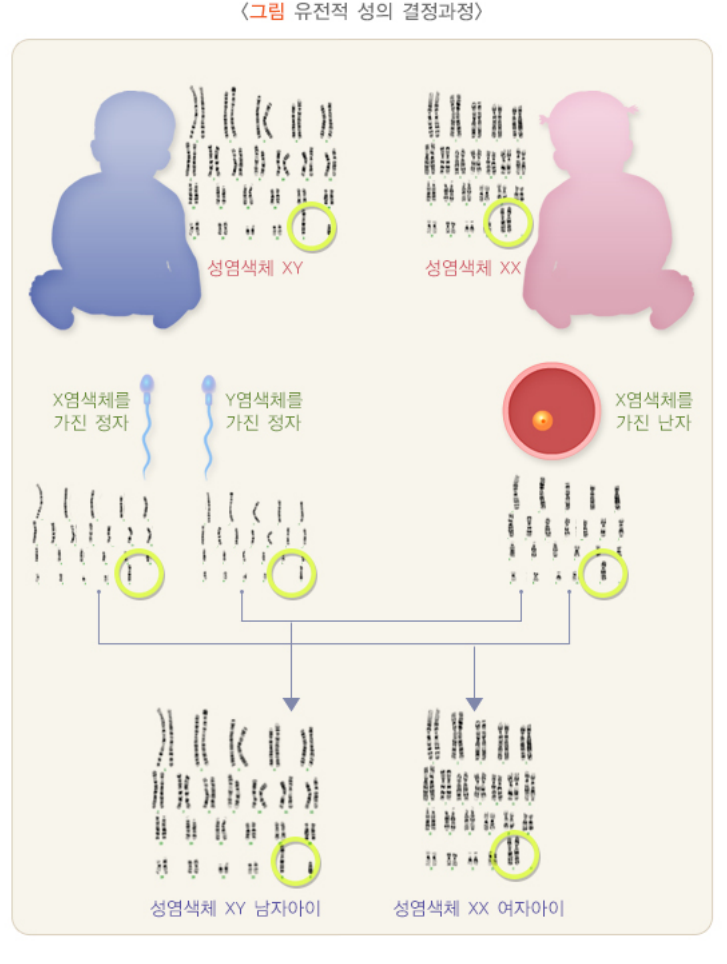 〈그림 유전적 성의 결정과정〉
성염색체 XY
성염색체 XX
X염색체를
가진 정자
Y염색체를
가진 정자
X염색체를
가진 난자
성염색체 XY 남자아이
성염색체 XX 여자아이